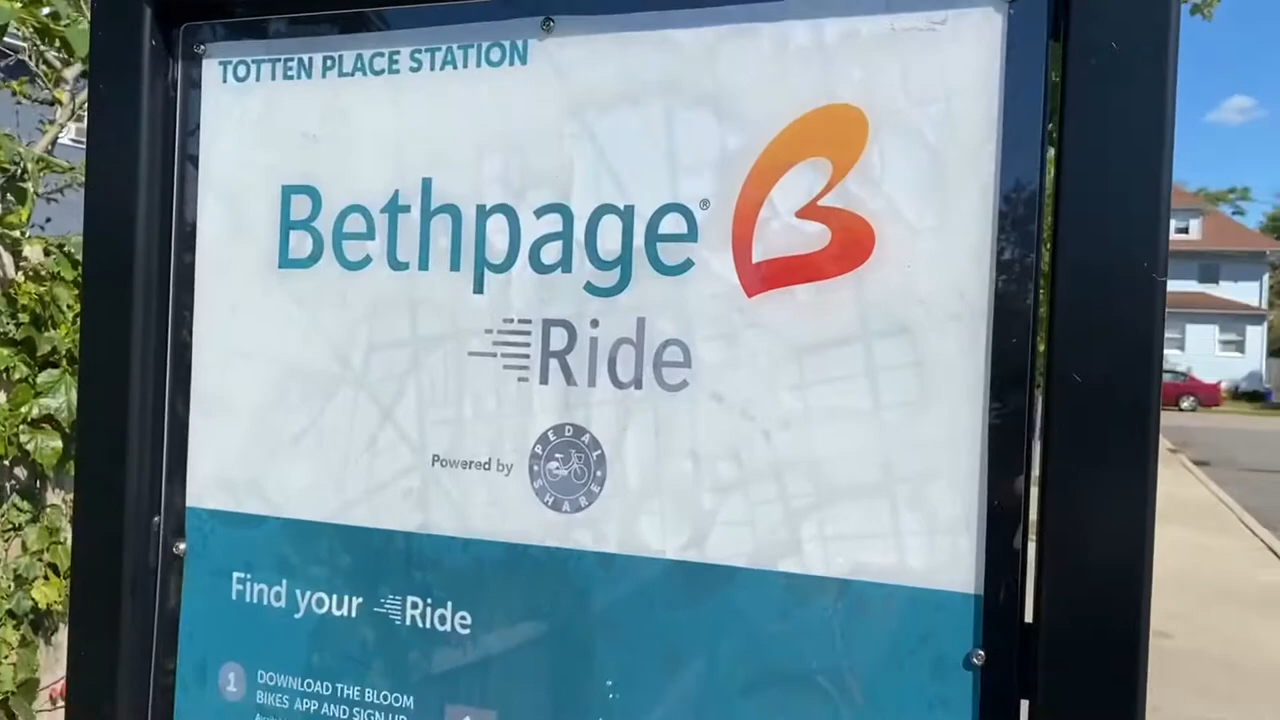 TOTTEN PLACE STATION
Bethpage®
Ride
Powered by
PEDAL
SHARE
Find your Ride
1 DOWNLOAD THE BLOOM
BIKES APP AND SIGN UP